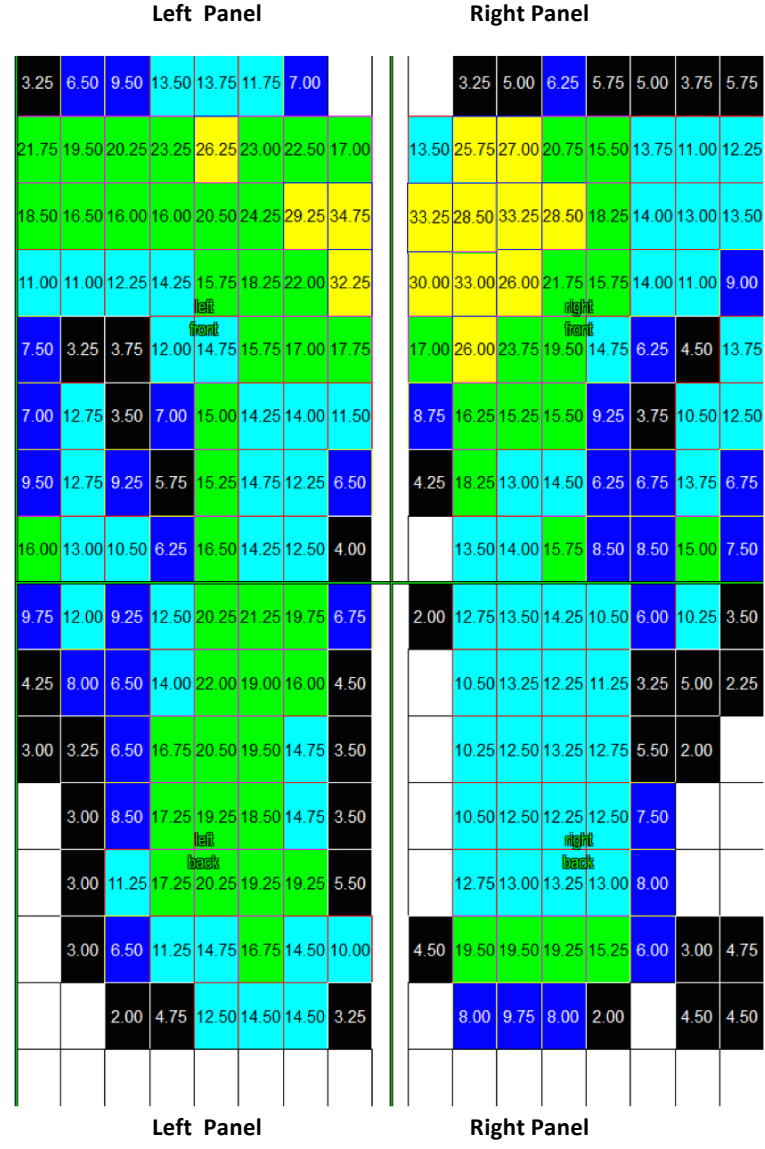 Left Panel Right Panel
3.25 6.50 9.50 13.50 13.75 11.75 7.00 3.25 5.00 6.25 5.75 5.00 3.75 5.75
21.75 19.50 20.25 23.25 26.25 23.00 22.50 17.00 13.50 25.75 27.00 20.75 15.50 13.75 11.00 12.25
18.50 16.50 16.00 16.00 20.50 24.25 29.25 34.75 33.25 28.50 33.25 28.50 18.25 14.00 13.00 13.50
11.00 11.00 12.25 14.25 15.75 18.25 22.00 32.25 30.00 33.00 26.00 21.75 15.75 14.00 11.00 9.00
left right
front front
7.50 3.25 3.75 12.00 14.75 15.75 17.00 17.75 17.00 26.00 23.75 19.50 14.75 6.25 4.50 13.75
7.00 12.75 3.50 7.00 15.00 14.25 14.00 11.50 8.75 16.25 15.25 15.50 9.25 3.75 10.50 12.50
9.50 12.75 9.25 5.75 15.25 14.75 12.25 6.50 4.25 18.25 13.00 14.50 6.25 6.75 13.75 6.75
16.00 13.00 10.50 6.25 16.50 14.25 12.50 4.00 13.50 14.00 15.75 8.50 8.50 15.00 7.50
9.75 12.00 9.25 12.50 20.25 21.25 19.75 6.75 2.00 12.75 13.50 14.25 10.50 6.00 10.25 3.50
4.25 8.00 6.50 14.00 22.00 19.00 16.00 4.50 10.50 13.25 12.25 11.25 3.25 5.00 2.25
3.00 3.25 6.50 16.75 20.50 19.50 14.75 3.50 10.25 12.50 13.25 12.75 5.50 2.00
3.00 8.50 17.25 19.25 18.50 14.75 3.50 10.50 12.50 12.25 12.50 7.50
left right
back back
3.00 11.25 17.25 20.25 19.25 19.25 5.50 12.75 13.00 13.25 13.00 8.00
3.00 6.50 11.25 14.75 16.75 14.50 10.00 4.50 19.50 19.50 19.25 15.25 6.00 3.00 4.75
2.00 4.75 12.50 14.50 14.50 3.25 8.00 9.75 8.00 2.00 4.50 4.50
Left Panel Right Panel